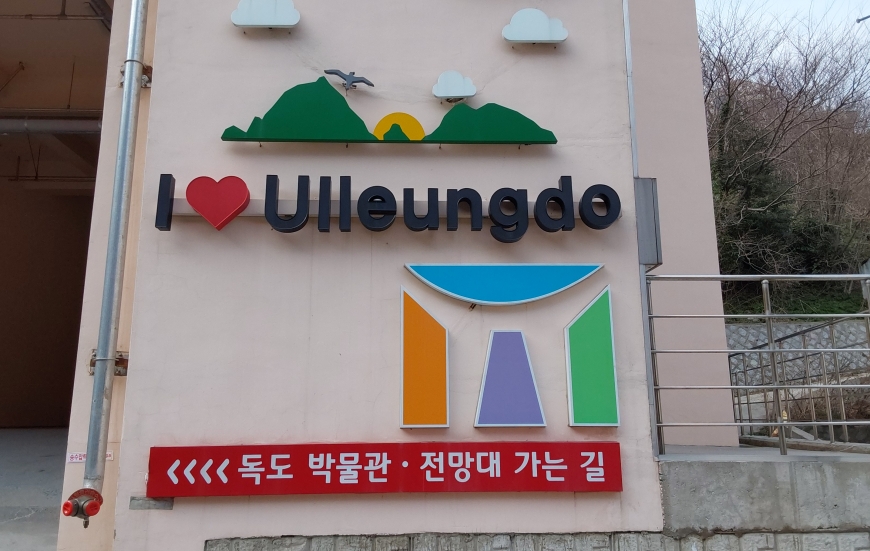 I ❤ Ulleungdo
<<<< 독도 박물관 · 전망대 가는 길